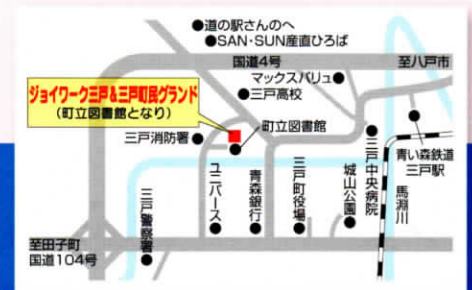 ●道の駅さんのへ
●SAN・SUN産直ひろば
国道4号
至八戸市
マックスバリュ●
●三戸高校
ジョイワーク三戸&三戸町民グランド
(町立図書館となり)
三戸消防署●
町立図書館
青い森鉄道
三戸駅
三戸中央病院
馬淵川
城山公園●
三戸町役場●
青森銀行●
ユニバース●
三戸警察署●
至田子町
国道104号